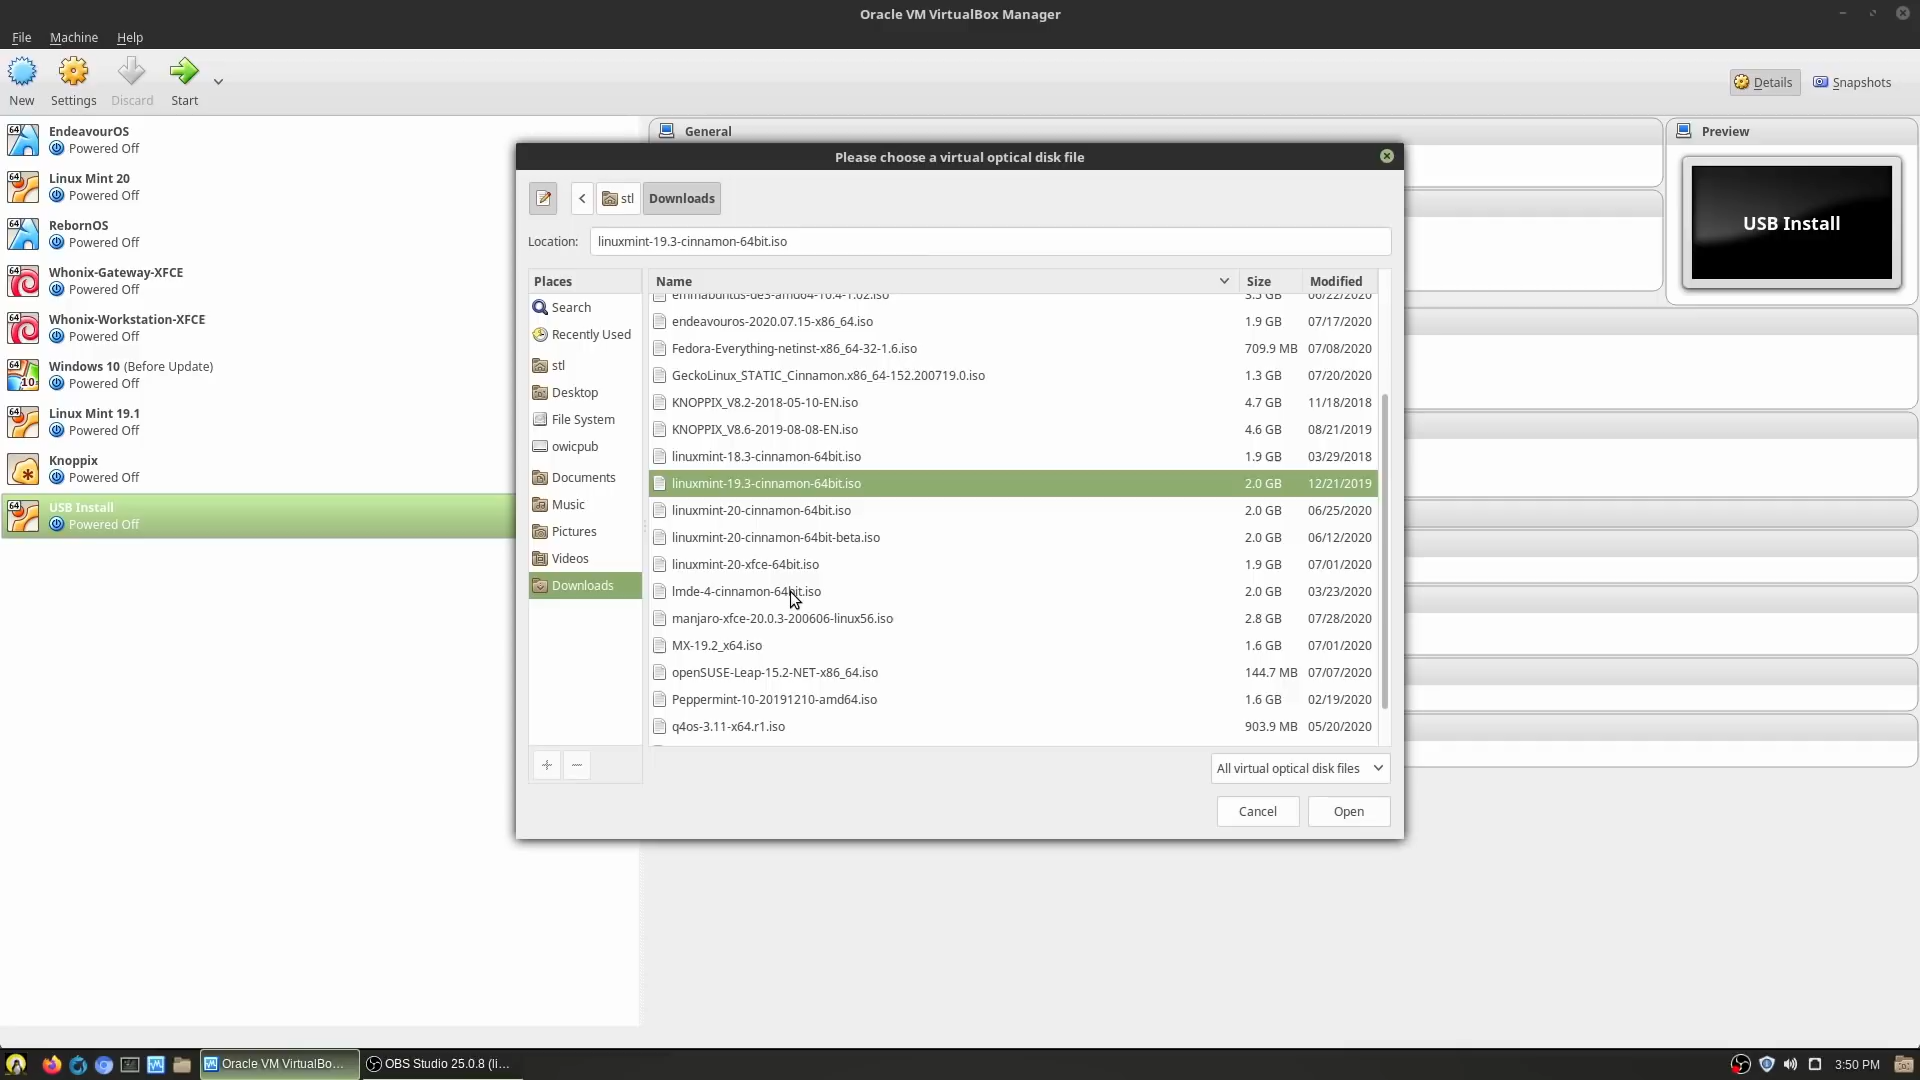 Oracle VM VirtualBox Manager
File Machine Help
New Settings Discard Start
Details Snapshots
EndeavourOS
Powered Off
Linux Mint 20
Powered Off
RebornOS
Powered Off
Whonix-Gateway-XFCE
Powered Off
Whonix-Workstation-XFCE
Powered Off
Windows 10 (Before Update)
Powered Off
Linux Mint 19.1
Powered Off
Knoppix
Powered Off
USB Install
Powered Off
General
Preview
USB Install
Please choose a virtual optical disk file
stl Downloads
Location: linuxmint-19.3-cinnamon-64bit.iso
Places
Search
Recently Used
stl
Desktop
File System
owicpub
Documents
Music
Pictures
Videos
Downloads
Name Size Modified
emmabuntus-de3-amd64-10.4-1.02.iso 3.5 GB 06/22/2020
endeavouros-2020.07.15-x86_64.iso 1.9 GB 07/17/2020
Fedora-Everything-netinst-x86_64-32-1.6.iso 709.9 MB 07/08/2020
GeckoLinux_STATIC_Cinnamon.x86_64-152.200719.0.iso 1.3 GB 07/20/2020
KNOPPIX_V8.2-2018-05-10-EN.iso 4.7 GB 11/18/2018
KNOPPIX_V8.6-2019-08-08-EN.iso 4.6 GB 08/21/2019
linuxmint-18.3-cinnamon-64bit.iso 1.9 GB 03/29/2018
linuxmint-19.3-cinnamon-64bit.iso 2.0 GB 12/21/2019
linuxmint-20-cinnamon-64bit.iso 2.0 GB 06/25/2020
linuxmint-20-cinnamon-64bit-beta.iso 2.0 GB 06/12/2020
linuxmint-20-xfce-64bit.iso 1.9 GB 07/01/2020
lmde-4-cinnamon-64bit.iso 2.0 GB 03/23/2020
manjaro-xfce-20.0.3-200606-linux56.iso 2.8 GB 07/28/2020
MX-19.2_x64.iso 1.6 GB 07/01/2020
openSUSE-Leap-15.2-NET-x86_64.iso 144.7 MB 07/07/2020
Peppermint-10-20191210-amd64.iso 1.6 GB 02/19/2020
q4os-3.11-x64.r1.iso 903.9 MB 05/20/2020
All virtual optical disk files
Cancel Open
Oracle VM VirtualBo...
OBS Studio 25.0.8 (li...
3:50 PM